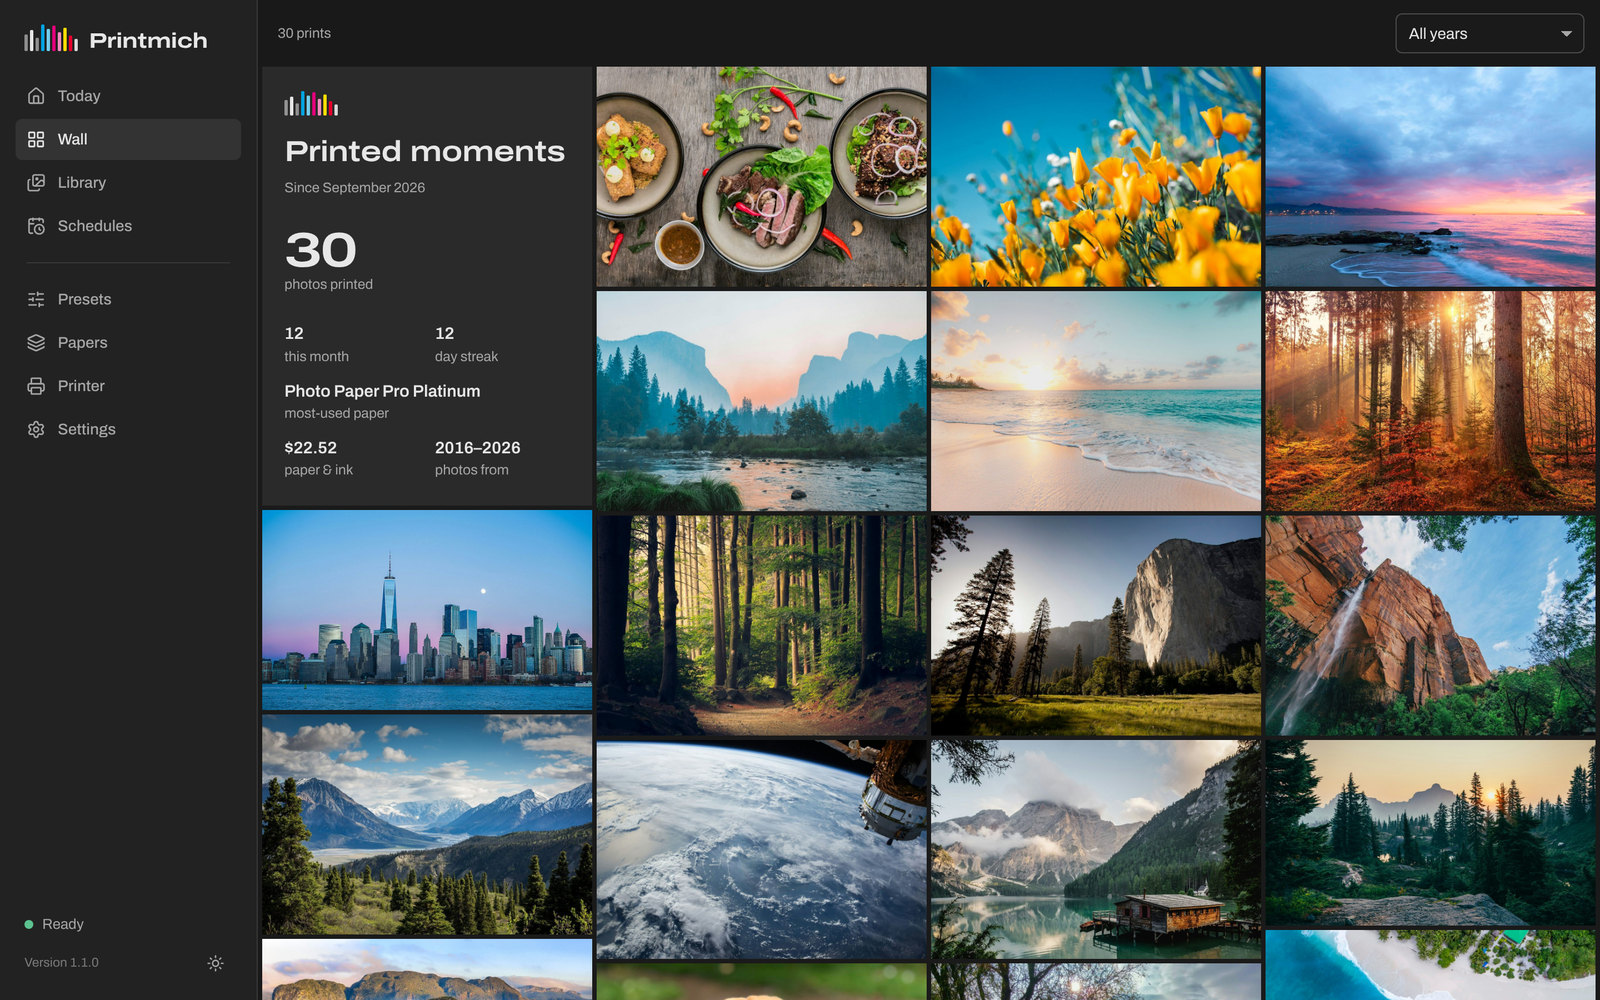 Printmich
Today
Wall
Library
Schedules
Presets
Papers
Printer
Settings
Ready
Version 1.1.0
30 prints
All years
Printed moments
Since September 2026
30
photos printed
12
this month
12
day streak
Photo Paper Pro Platinum
most-used paper
$22.52
paper & ink
2016–2026
photos from